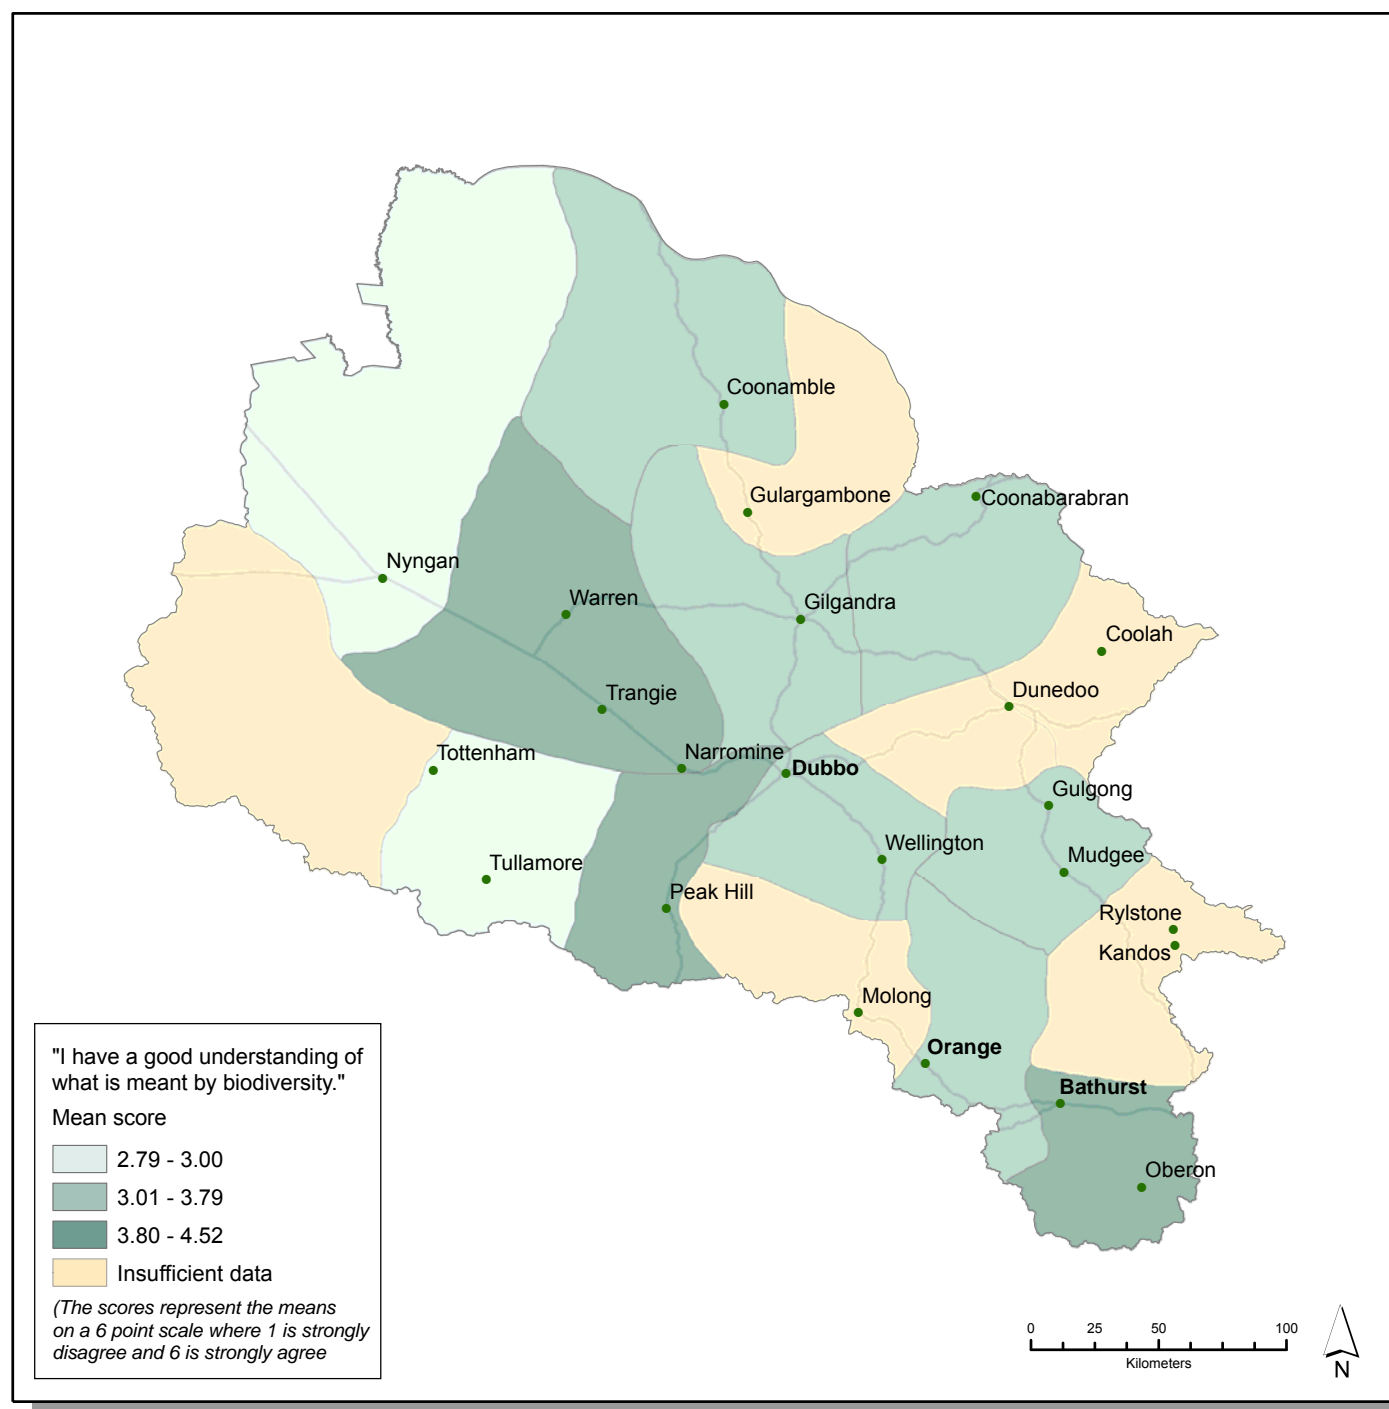 Coonamble
Gulargambone
Coonabarabran
Nyngan
Warren
Gilgandra
Coolah
Trangie
Dunedoo
Tottenham
Narromine
Dubbo
Gulgong
Wellington
Mudgee
Tullamore
Peak Hill
Rylstone
Kandos
Molong
Orange
Bathurst
Oberon
"I have a good understanding of
what is meant by biodiversity."
Mean score
2.79 - 3.00
3.01 - 3.79
3.80 - 4.52
Insufficient data
(The scores represent the means
on a 6 point scale where 1 is strongly
disagree and 6 is strongly agree
0 25 50 100
Kilometers
N